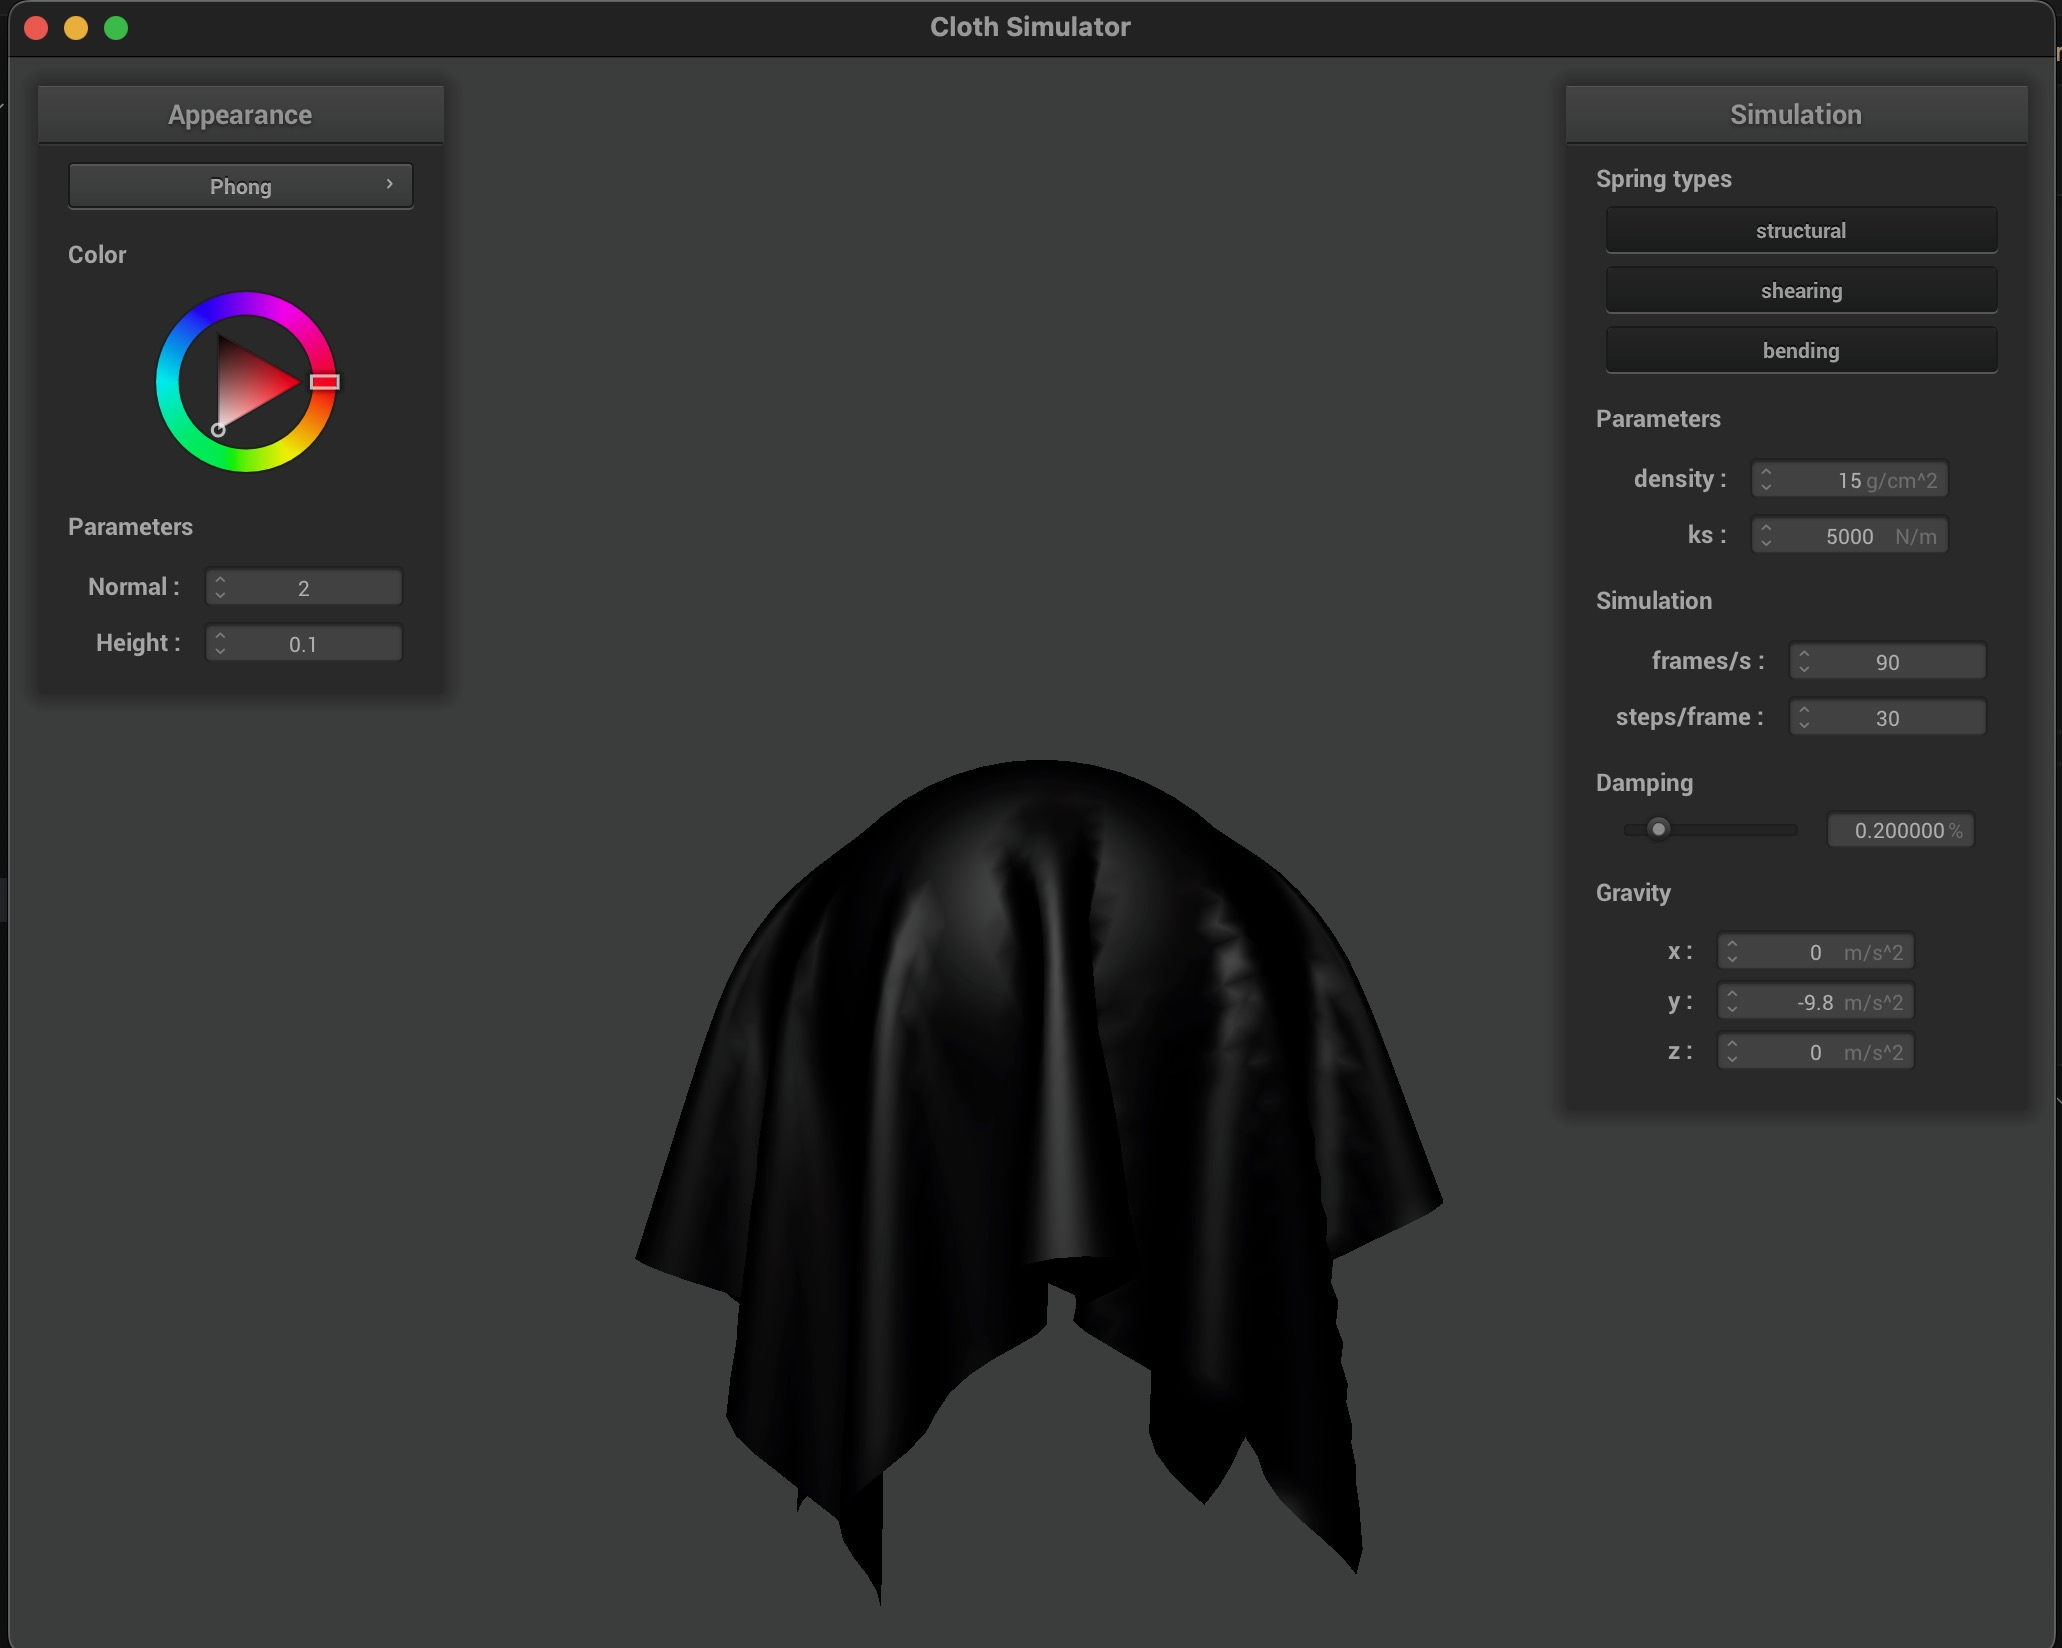 Cloth Simulator
Appearance
Phong
Color
Parameters
Normal : 2
Height : 0.1
Simulation
Spring types
structural
shearing
bending
Parameters
density : 15 g/cm^2
ks : 5000 N/m
Simulation
frames/s : 90
steps/frame : 30
Damping
0.200000 %
Gravity
x : 0 m/s^2
y : -9.8 m/s^2
z : 0 m/s^2